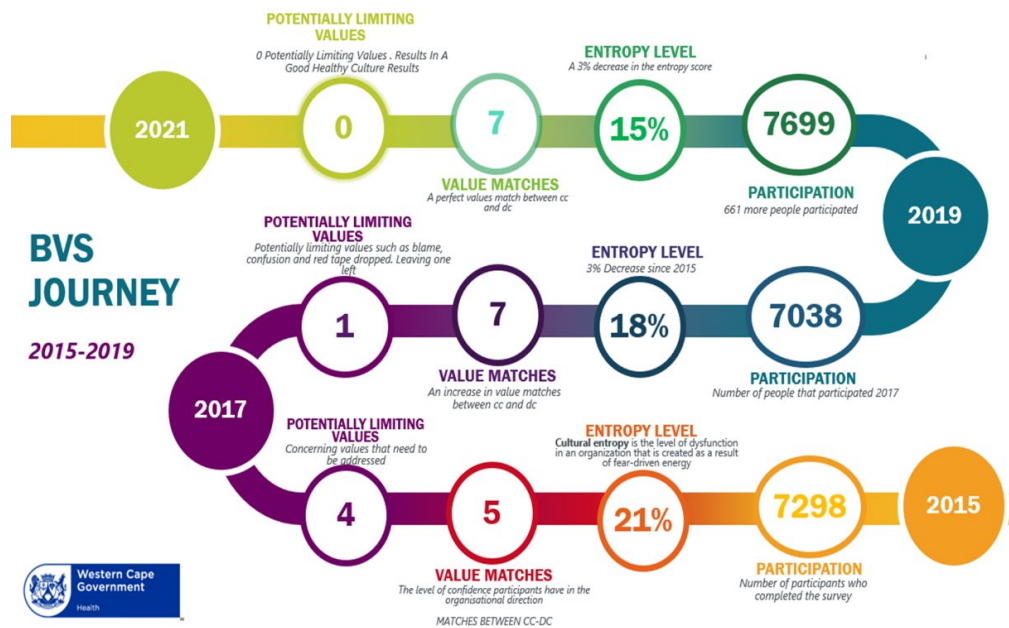 POTENTIALLY LIMITING
VALUES
0 Potentially Limiting Values . Results In A
Good Healthy Culture Results
ENTROPY LEVEL
A 3% decrease in the entropy score
2021
0
7
15%
7699
VALUE MATCHES
A perfect values match between cc
and dc
PARTICIPATION
661 more people participated
2019
BVS
JOURNEY
2015-2019
POTENTIALLY LIMITING
VALUES
Potentially limiting values such as blame,
confusion and red tape dropped. Leaving one
left
ENTROPY LEVEL
3% Decrease since 2015
1
7
18%
7038
VALUE MATCHES
An increase in value matches
between cc and dc
PARTICIPATION
Number of people that participated 2017
2017
POTENTIALLY LIMITING
VALUES
Concerning values that need to
be addressed
ENTROPY LEVEL
Cultural entropy is the level of dysfunction
in an organization that is created as a result
of fear-driven energy
4
5
21%
7298
2015
VALUE MATCHES
The level of confidence participants have in the
organisational direction
MATCHES BETWEEN CC-DC
PARTICIPATION
Number of participants who
completed the survey
Western Cape
Government
Health